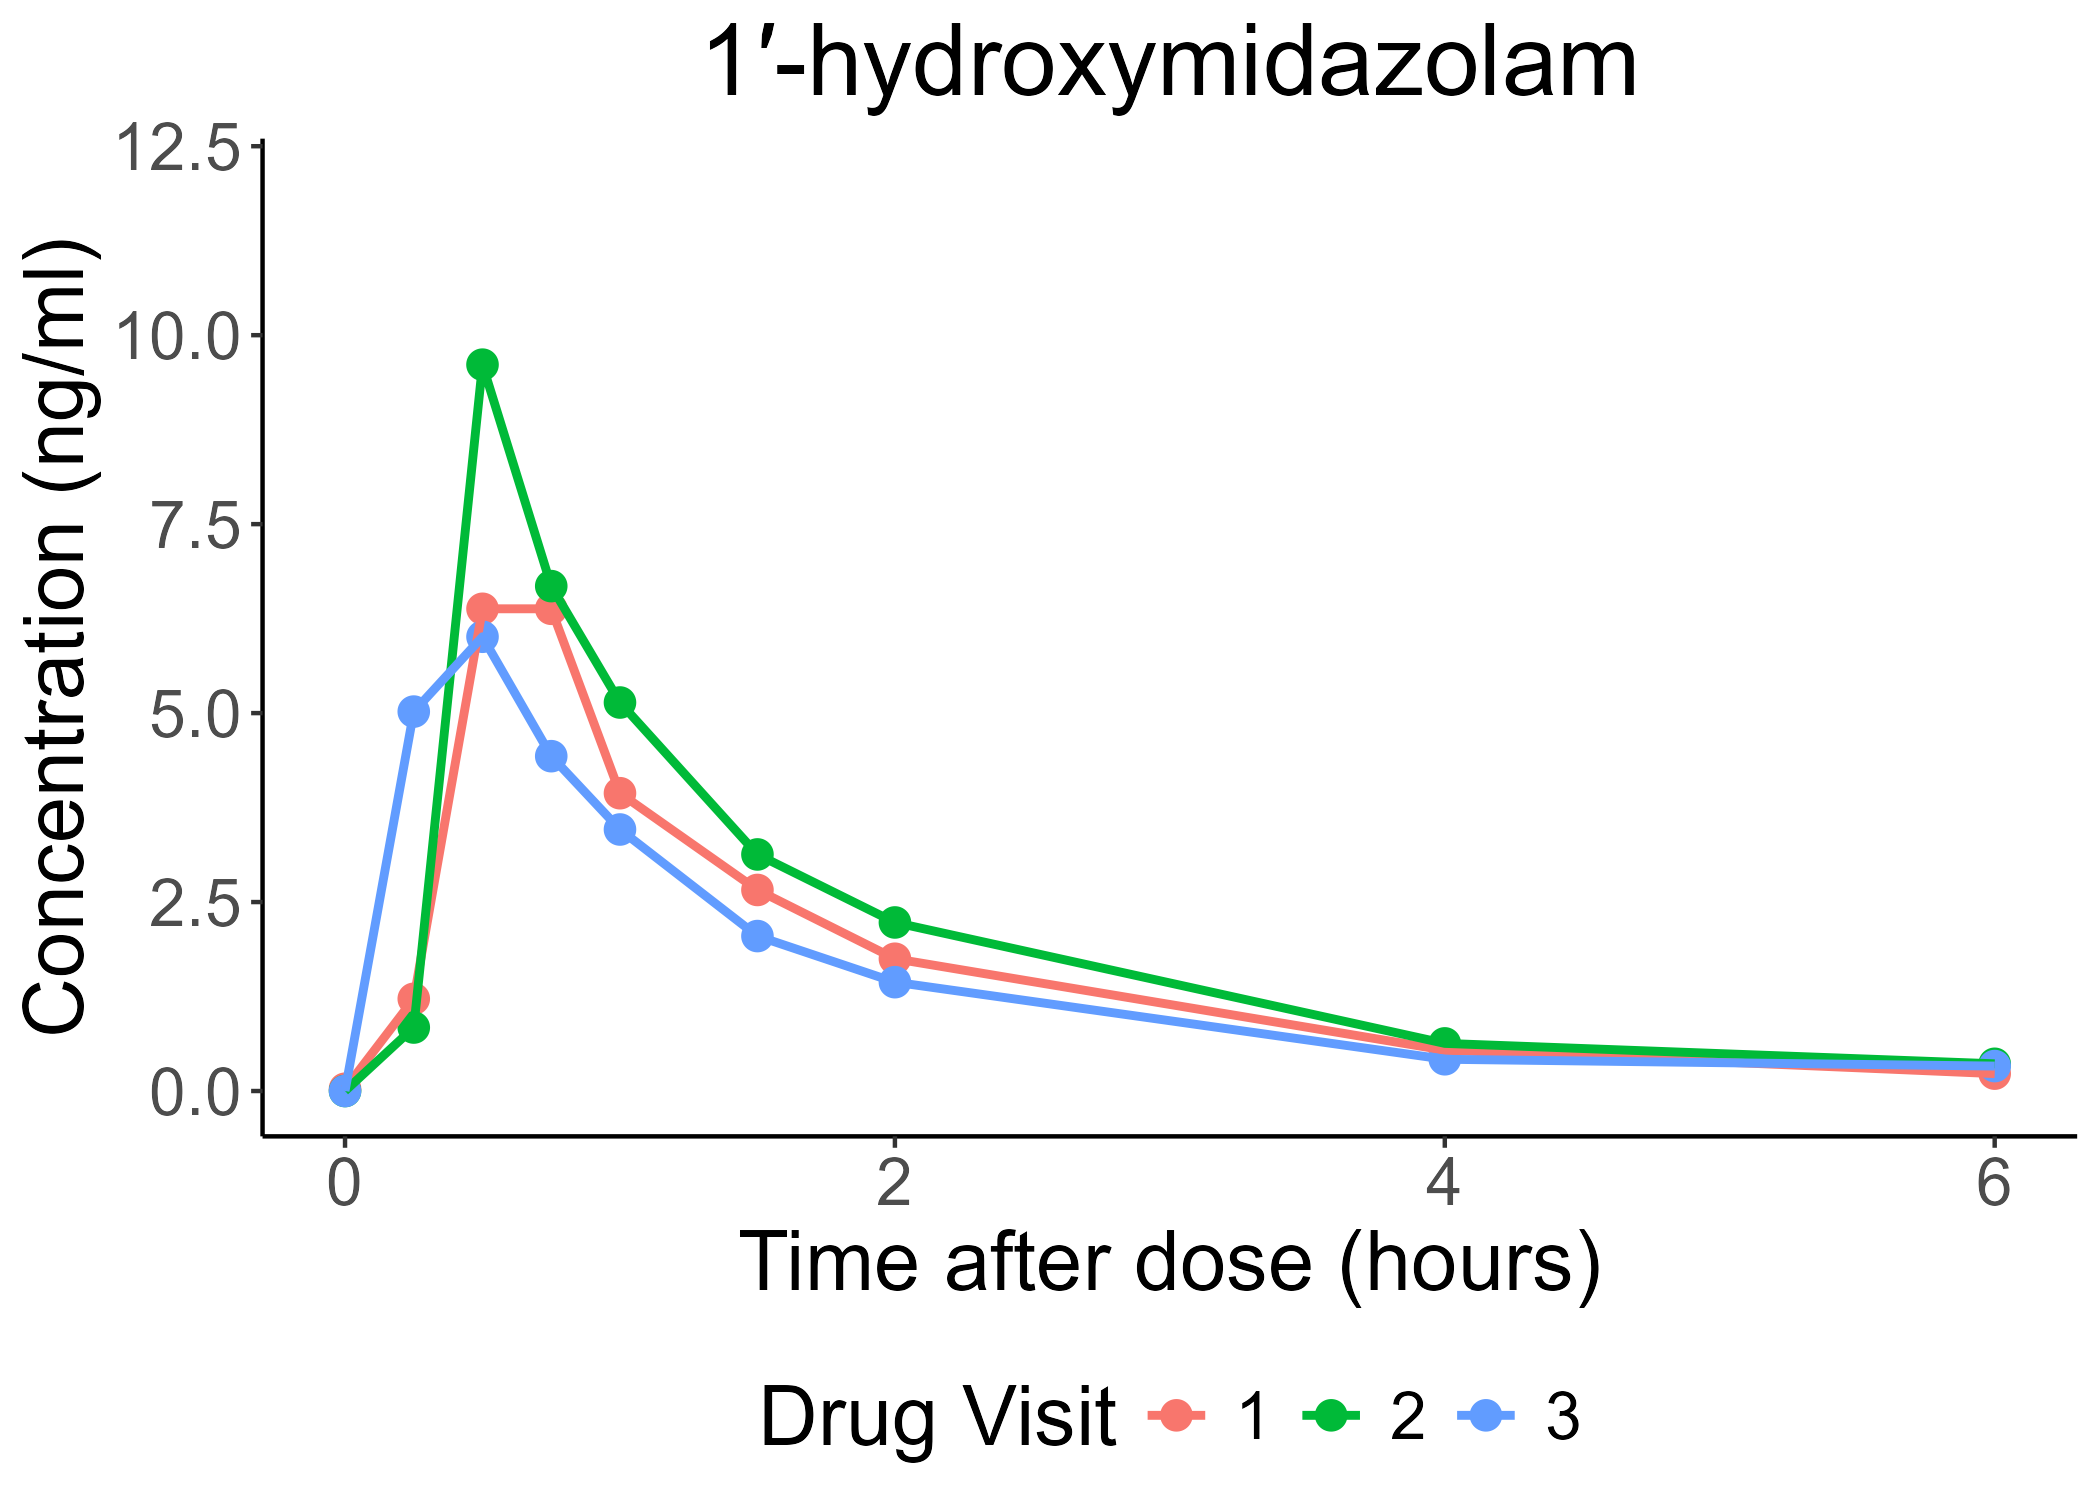 1′-hydroxymidazolam
Concentration (ng/ml)
12.5
10.0
7.5
5.0
2.5
0.0
0 2 4 6
Time after dose (hours)
Drug Visit 1 2 3